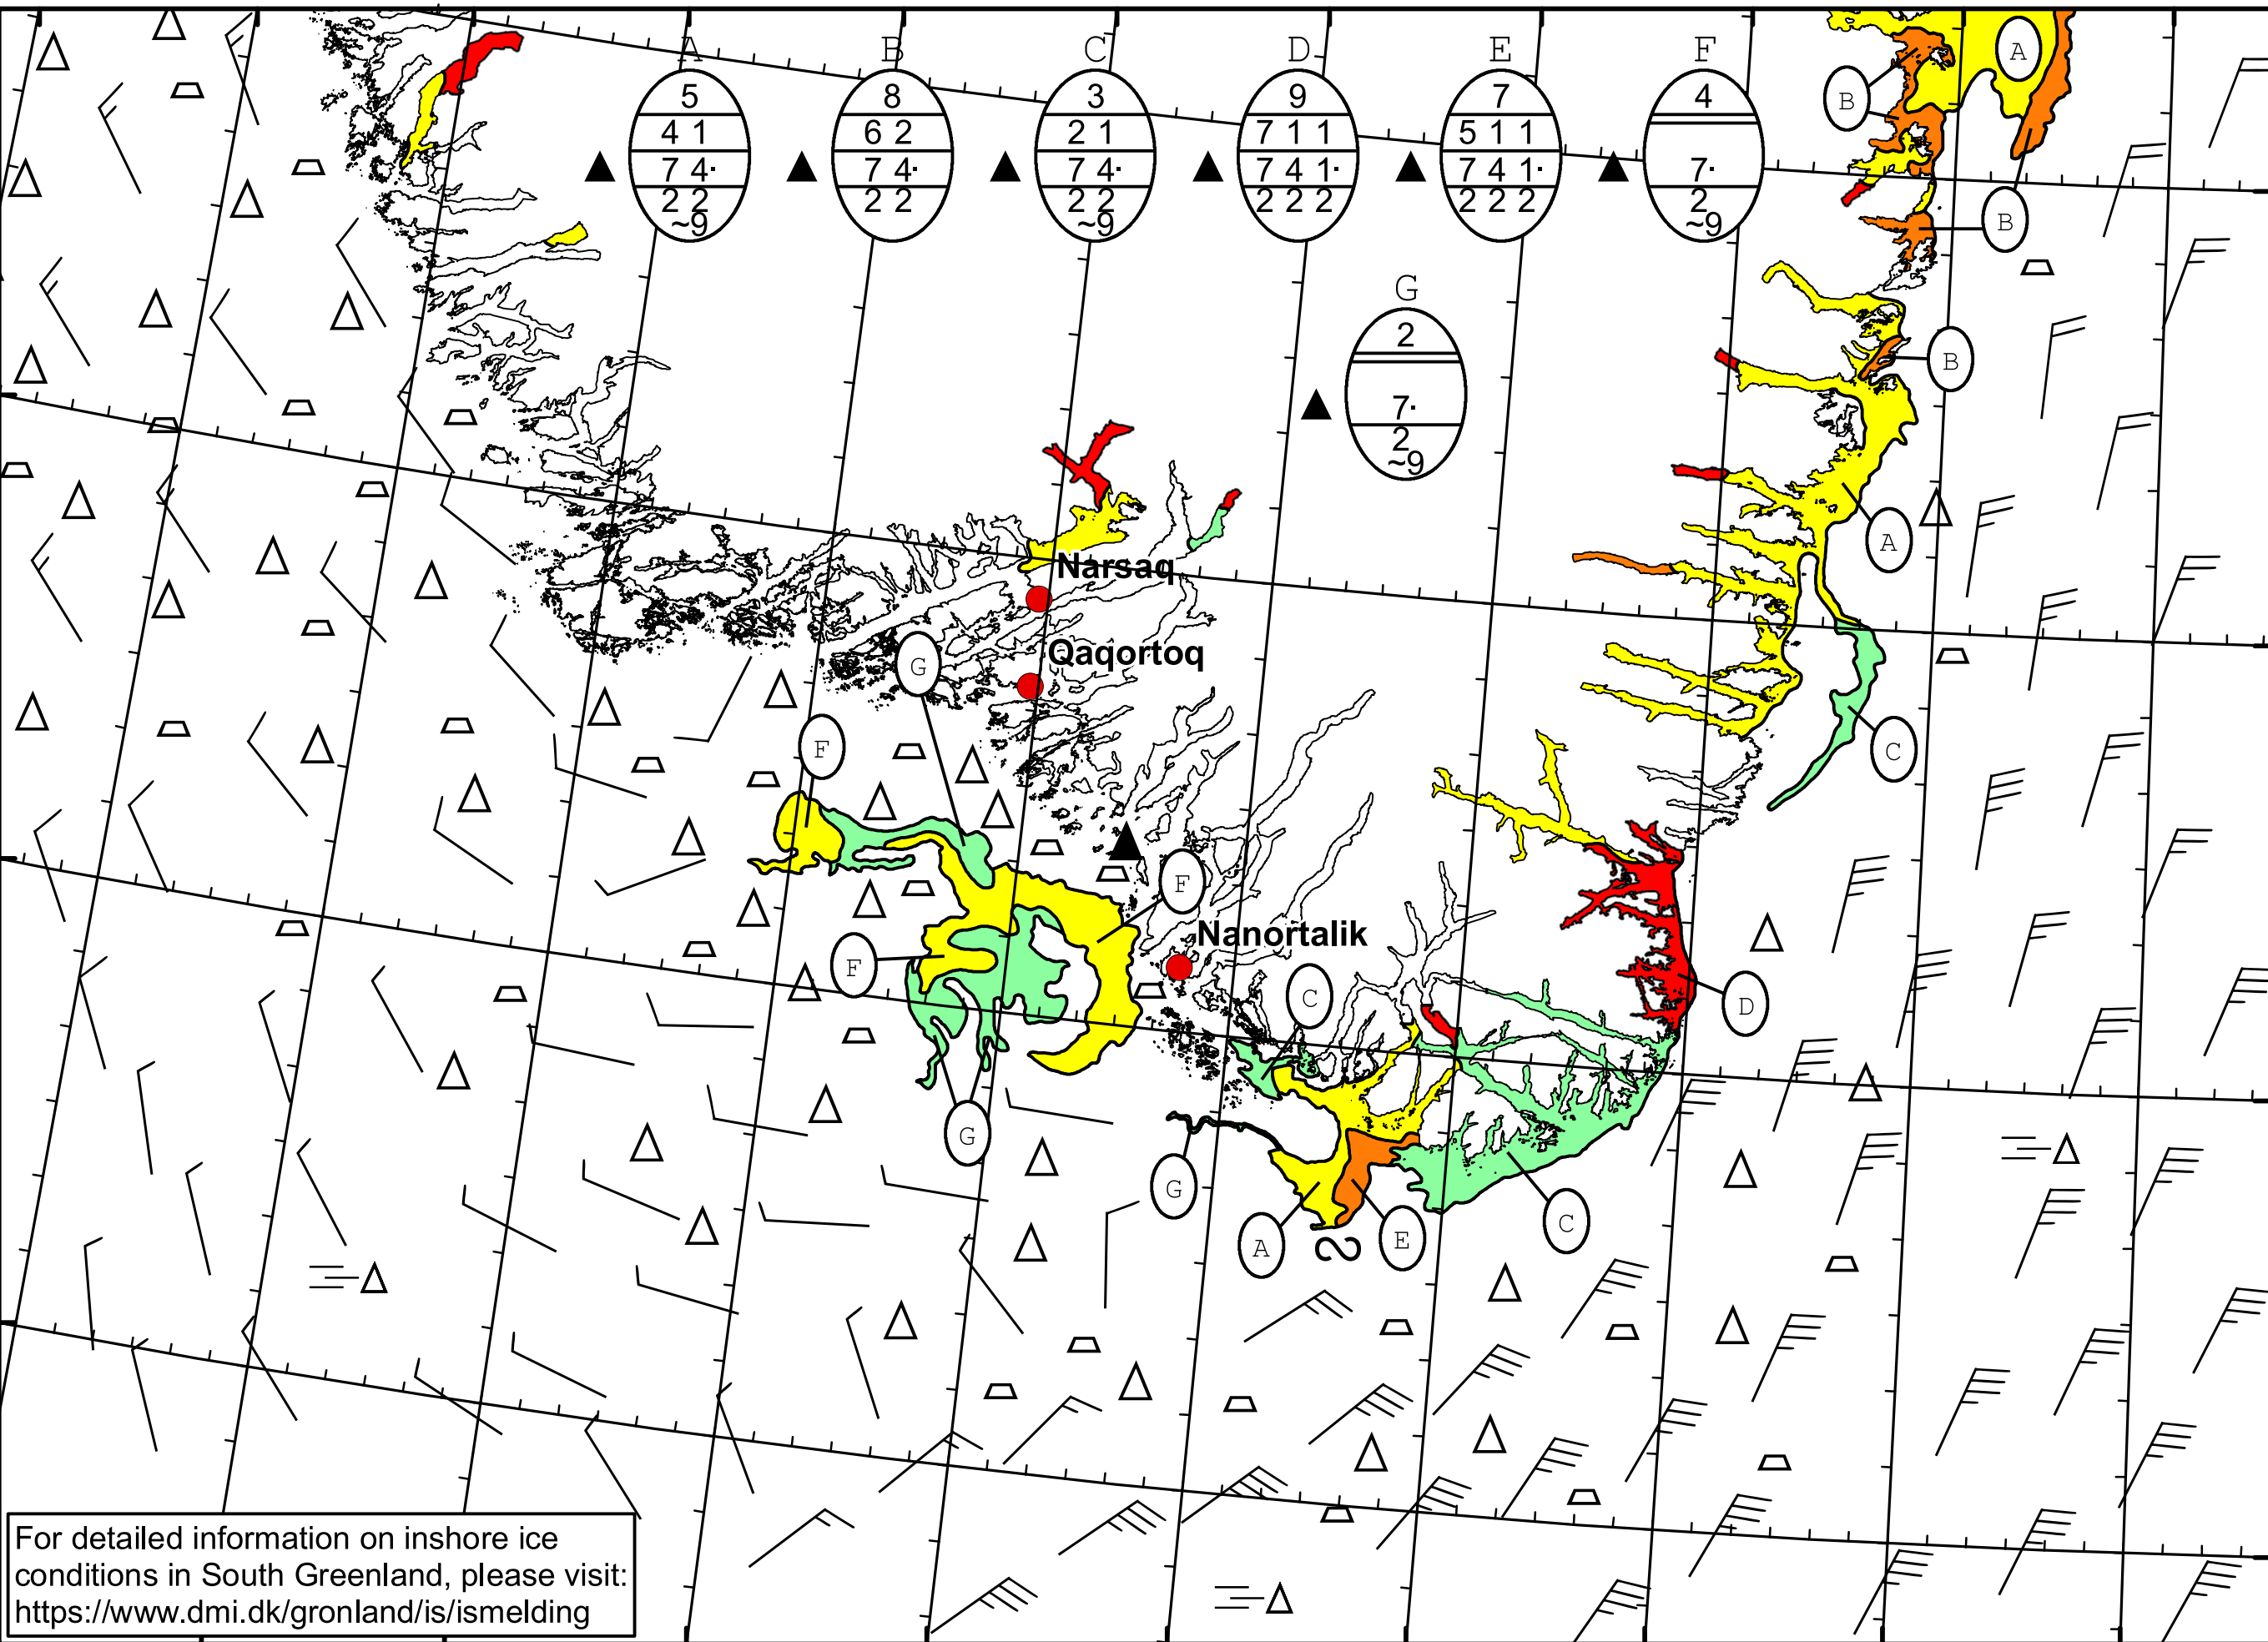 A B C D E F
5 8 3 9 7 4
4 1 6 2 2 1 7 1 1 5 1 1
7 4· 7 4· 7 4· 7 4 1· 7 4 1· 7·
2 2 2 2 2 2 2 2 2 2 2 2 2
~9 ~9 ~9
A
B
B
G
2
7·
2
~9
B
A
Narsaq
Qaqortoq
G
F
C
F
Nanortalik
F
C
D
G
G
A
E
C
For detailed information on inshore ice
conditions in South Greenland, please visit:
https://www.dmi.dk/gronland/is/ismelding